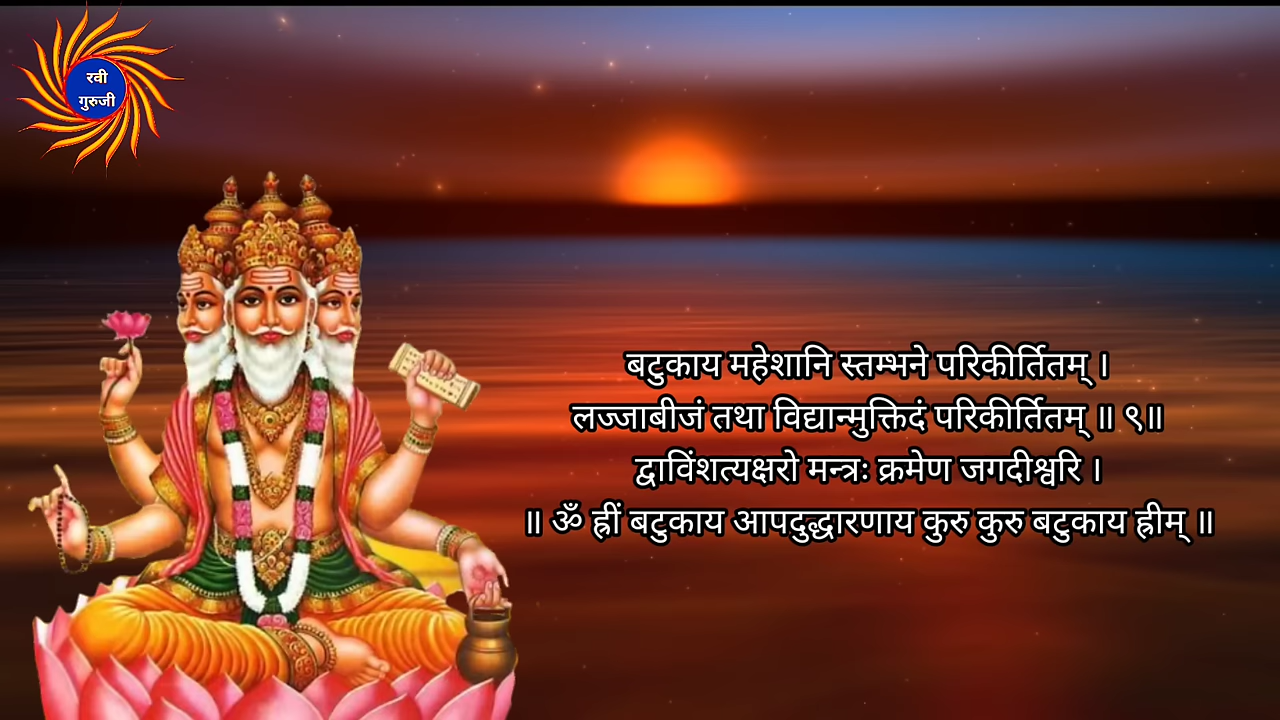 रवी
गुरुजी
बटुकाय महेशानि स्तम्भने परिकीर्तितम् ।
लज्जाबीजं तथा विद्यान्मुक्तिदं परिकीर्तितम् ॥ ९॥
द्वाविंशत्यक्षरो मन्त्रः क्रमेण जगदीश्वरि ।
॥ ॐ ह्रीं बटुकाय आपदुद्धारणाय कुरु कुरु बटुकाय ह्रीम् ॥